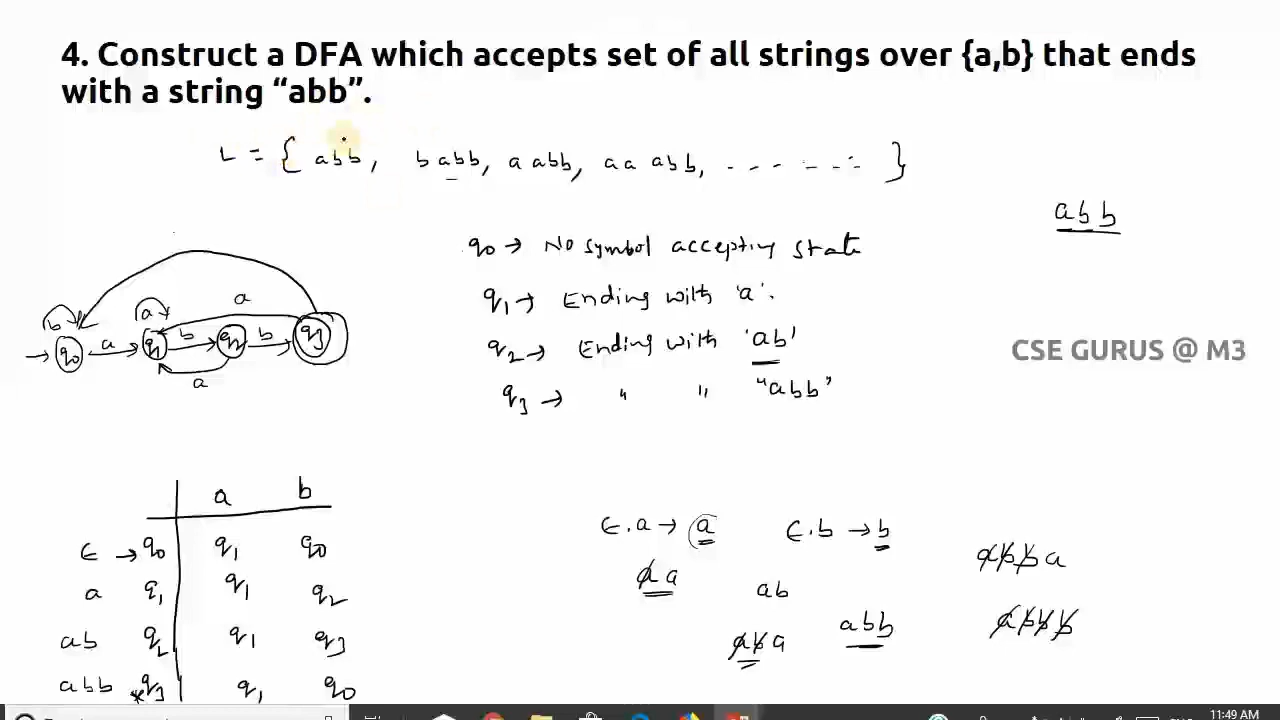 4. Construct a DFA which accepts set of all strings over {a,b} that ends
with a string “abb”.
L = { abb, babb, aabb, aaabb, - - - - - - - }
abb
q0 → No symbol accepting state
q1 → Ending with 'a'.
q2 → Ending with 'ab'
q3 → " " "abb"
a
b a
q0 a q1 b q2 b q3
a
CSE GURUS @ M3
a b
ϵ → q0 q1 q0
a q1 q1 q2
ab q2 q1 q3
abb *q3 q1 q0
ϵ.a → a ϵ.b → b abba
aa ab
aba abb abbb
11:49 AM